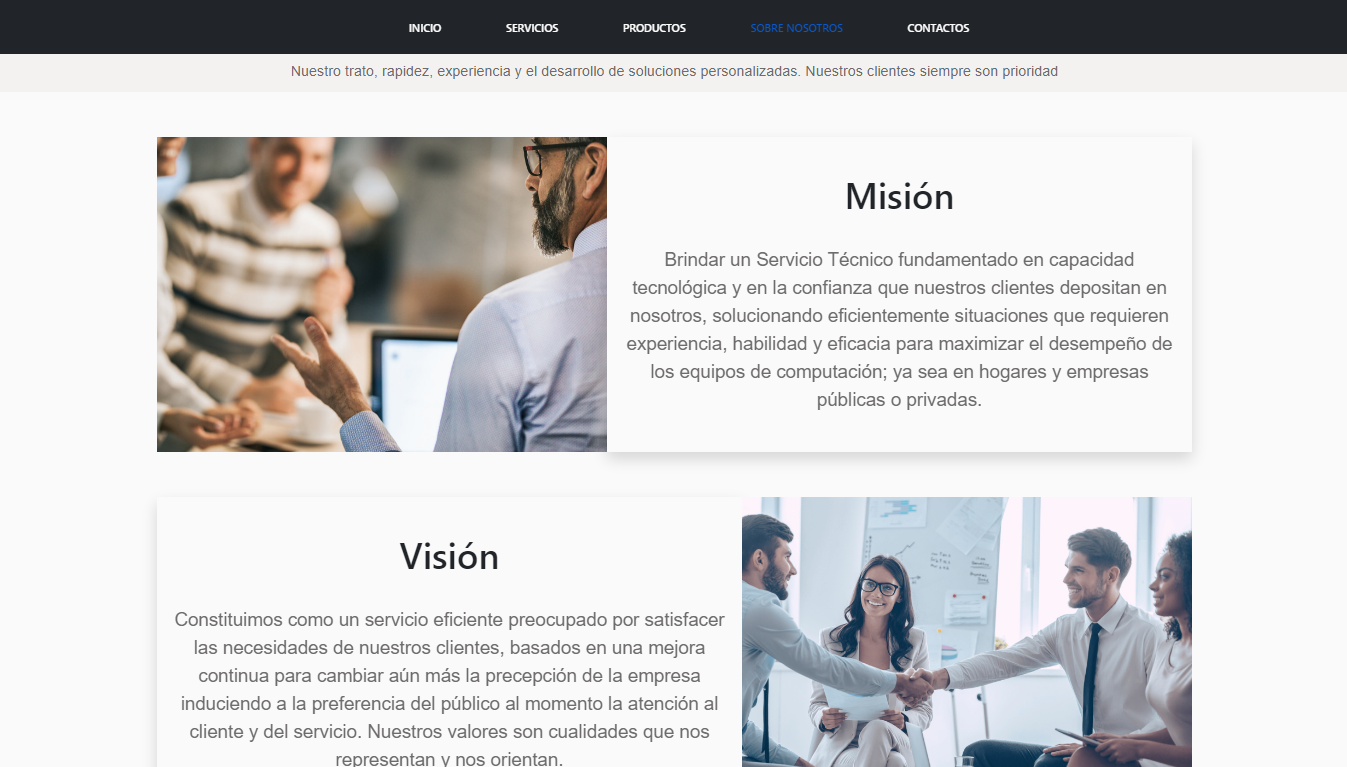 INICIO SERVICIOS PRODUCTOS SOBRE NOSOTROS CONTACTOS
Nuestro trato, rapidez, experiencia y el desarrollo de soluciones personalizadas. Nuestros clientes siempre son prioridad
Misión
Brindar un Servicio Técnico fundamentado en capacidad
tecnológica y en la confianza que nuestros clientes depositan en
nosotros, solucionando eficientemente situaciones que requieren
experiencia, habilidad y eficacia para maximizar el desempeño de
los equipos de computación; ya sea en hogares y empresas
públicas o privadas.
Visión
Constituimos como un servicio eficiente preocupado por satisfacer
las necesidades de nuestros clientes, basados en una mejora
continua para cambiar aún más la precepción de la empresa
induciendo a la preferencia del público al momento la atención al
cliente y del servicio. Nuestros valores son cualidades que nos
representan y nos orientan.